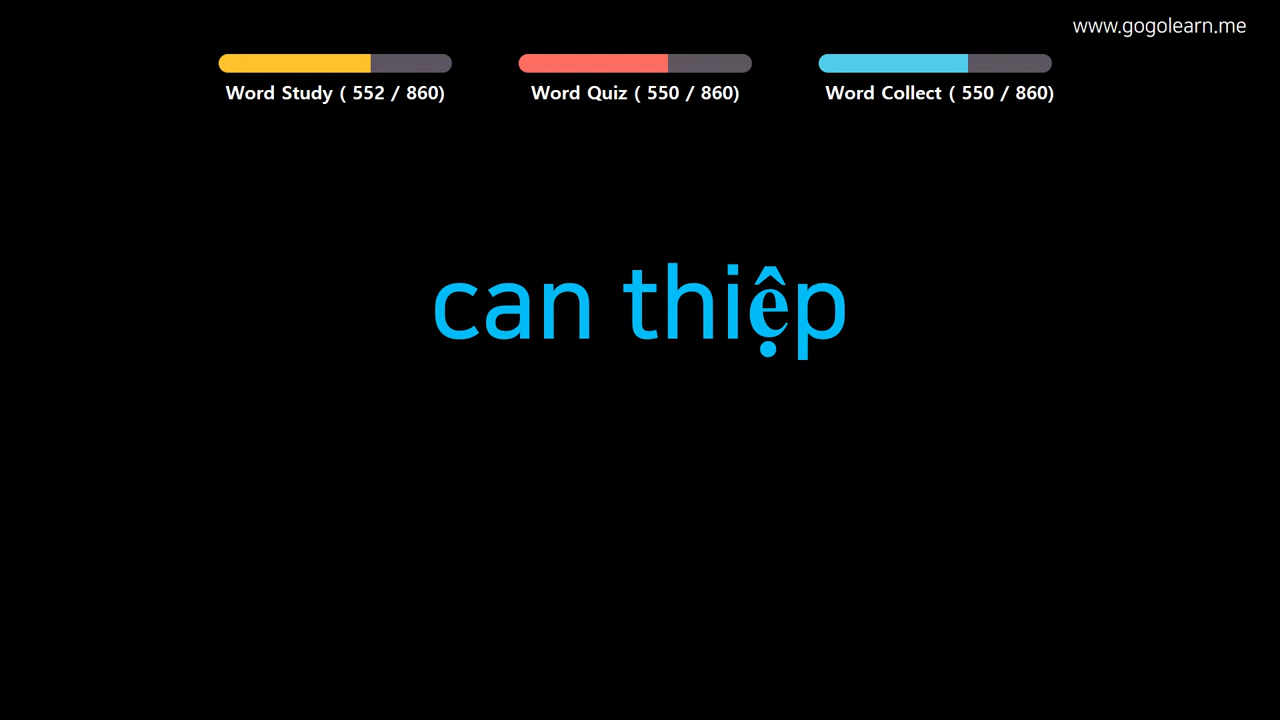 www.gogolearn.me
Word Study ( 552 / 860)
Word Quiz ( 550 / 860)
Word Collect ( 550 / 860)
can thiệp